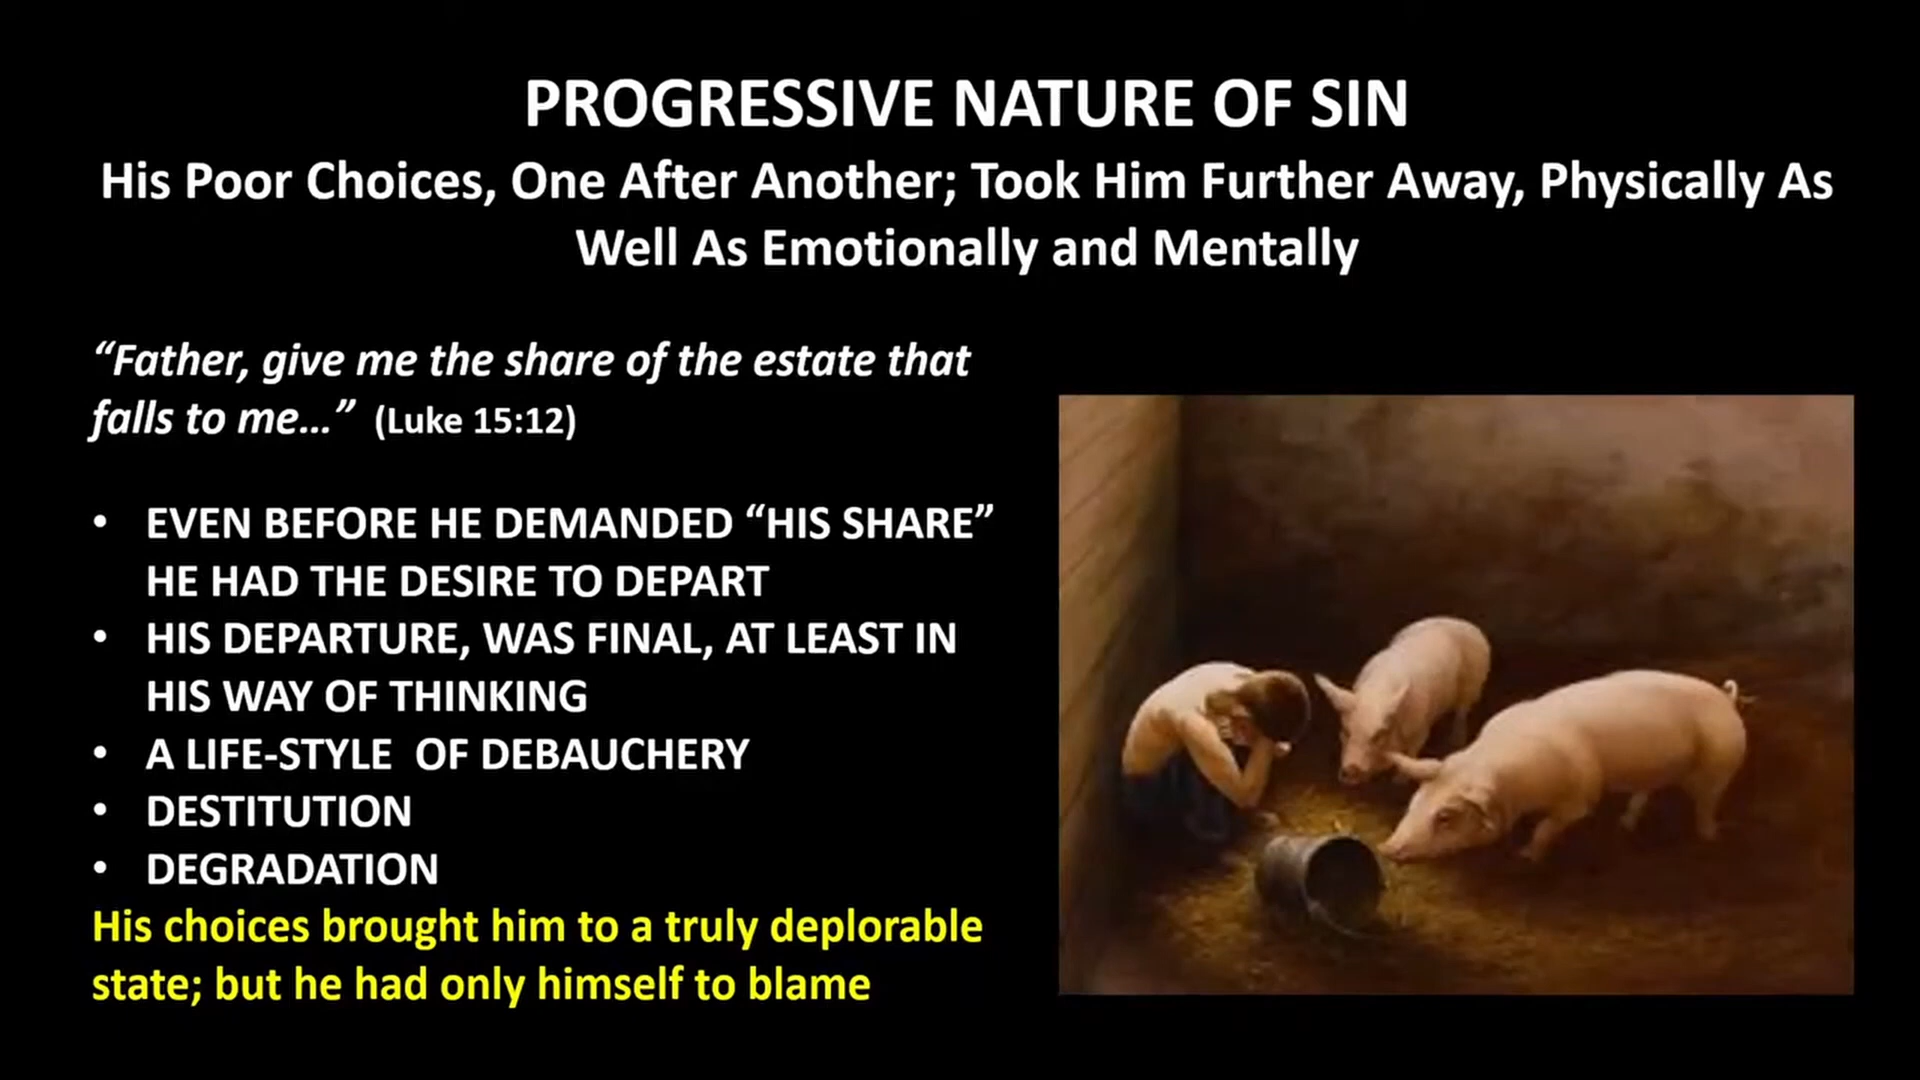 PROGRESSIVE NATURE OF SIN
His Poor Choices, One After Another; Took Him Further Away, Physically As
Well As Emotionally and Mentally
“Father, give me the share of the estate that
falls to me...” (Luke 15:12)
• EVEN BEFORE HE DEMANDED “HIS SHARE”
HE HAD THE DESIRE TO DEPART
• HIS DEPARTURE, WAS FINAL, AT LEAST IN
HIS WAY OF THINKING
• A LIFE-STYLE  OF DEBAUCHERY
• DESTITUTION
• DEGRADATION
His choices brought him to a truly deplorable
state; but he had only himself to blame